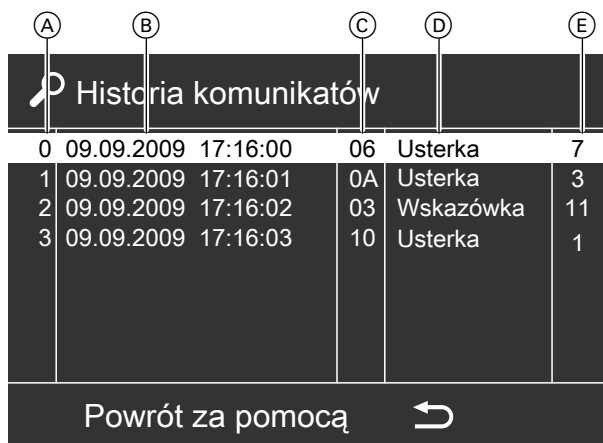 A B C D E
Historia komunikatów
0 09.09.2009 17:16:00 06 Usterka 7
1 09.09.2009 17:16:01 0A Usterka 3
2 09.09.2009 17:16:02 03 Wskazówka 11
3 09.09.2009 17:16:03 10 Usterka 1
Powrót za pomocą